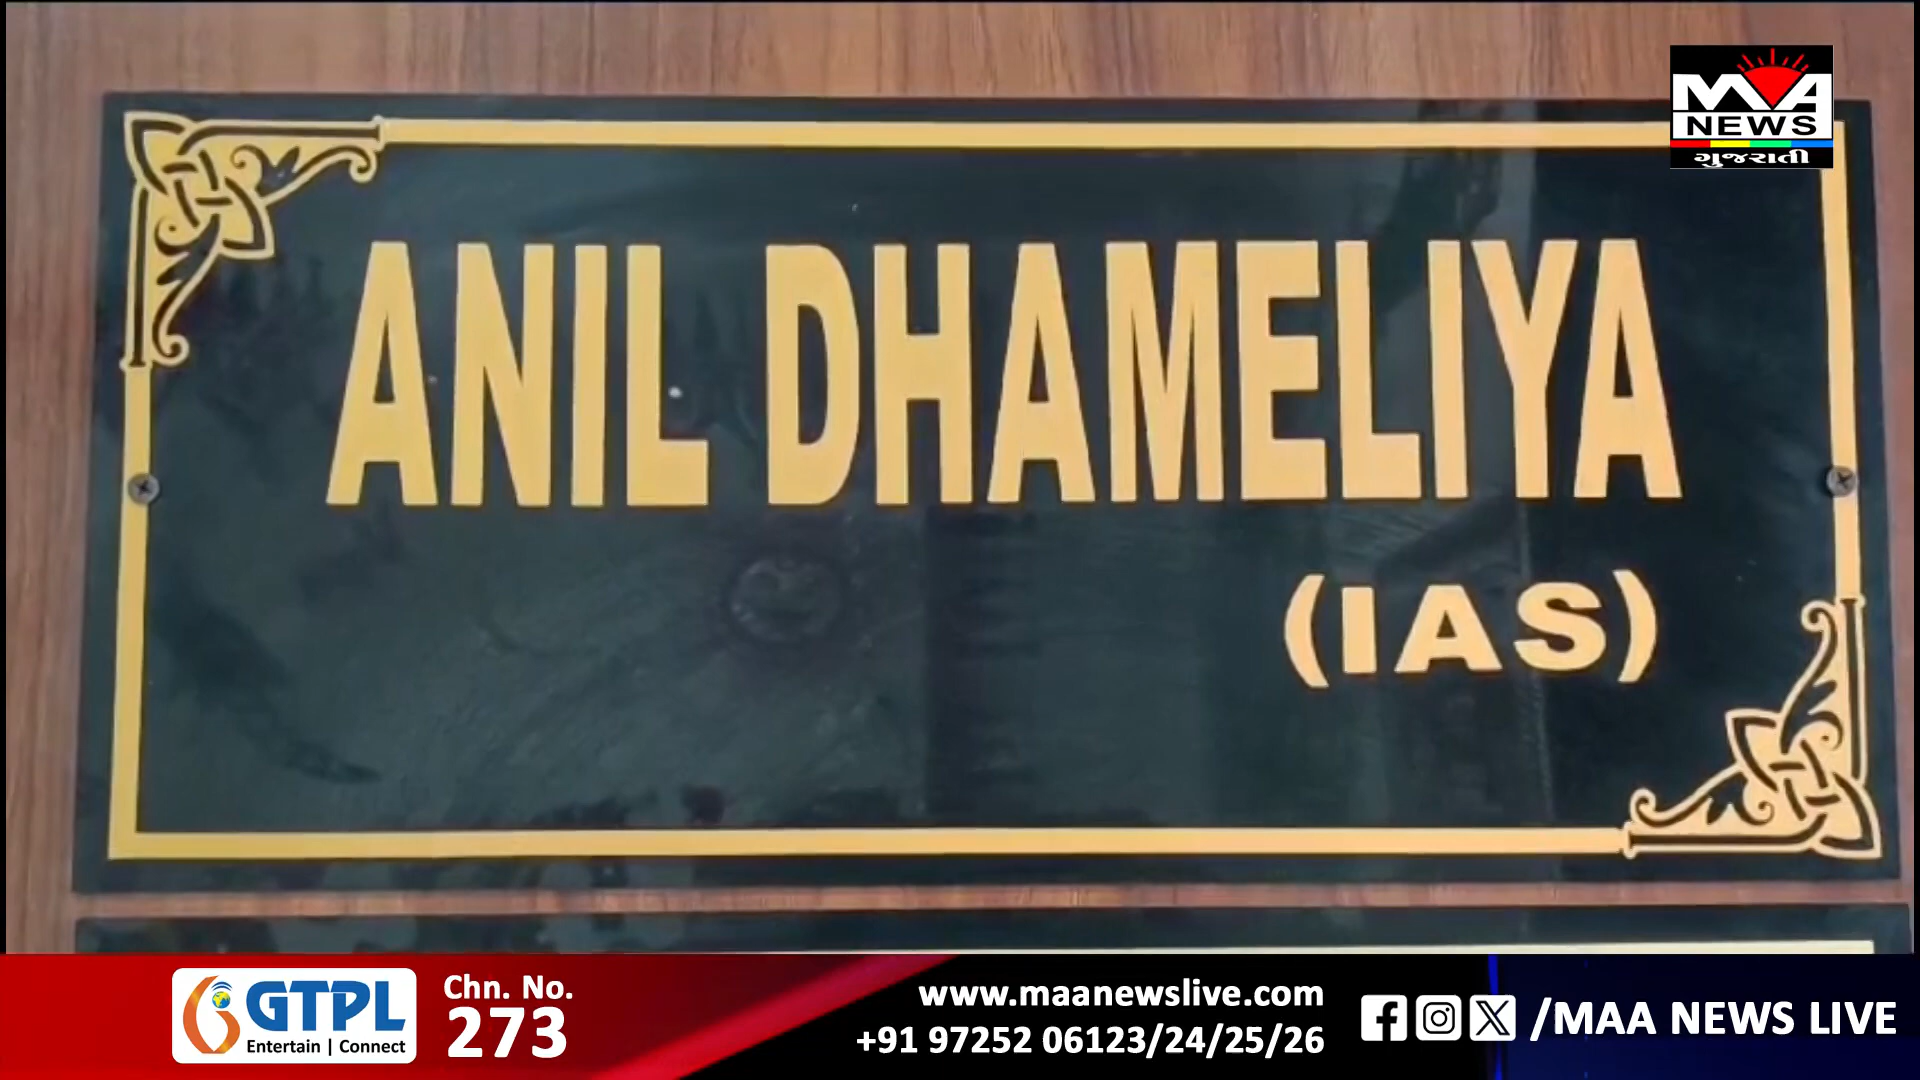 MAA
NEWS
ગુજરાતી
ANIL DHAMELIYA
(IAS)
GTPL
Entertain | Connect
Chn. No.
273
www.maanewslive.com
+91 97252 06123/24/25/26
/MAA NEWS LIVE